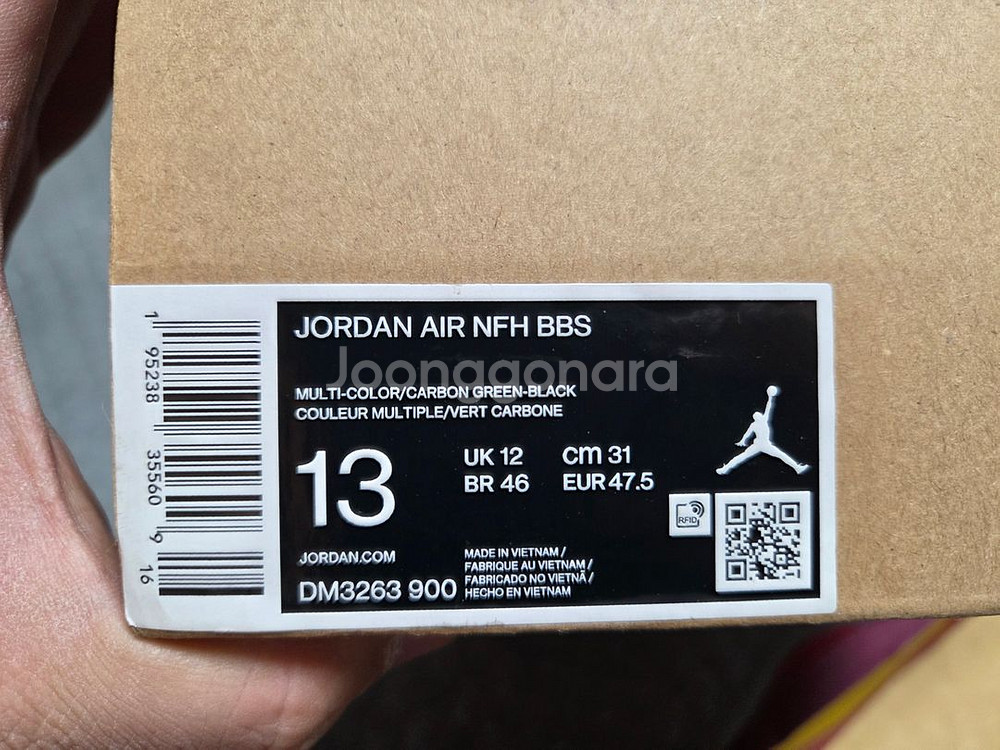 JORDAN AIR NFH BBS
Joonggonara
MULTI-COLOR/CARBON GREEN-BLACK
COULEUR MULTIPLE/VERT CARBONE
13
UK 12 cm 31
BR 46 EUR 47.5
RFID
JORDAN.COM
DM3263 900
MADE IN VIETNAM /
FABRIQUE AU VIETNAM /
FABRICADO NO VIETNÃ /
HECHO EN VIETNAM
1 95238 35560 9 16